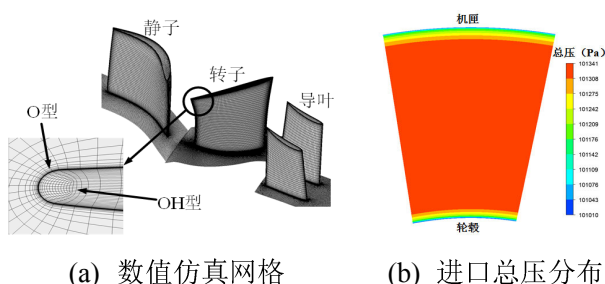 静子
转子
导叶
O型
OH型
机匣
总压（Pa）
101341
101308
101275
101242
101209
101176
101142
101109
101076
101043
101010
轮毂
(a) 数值仿真网格
(b) 进口总压分布